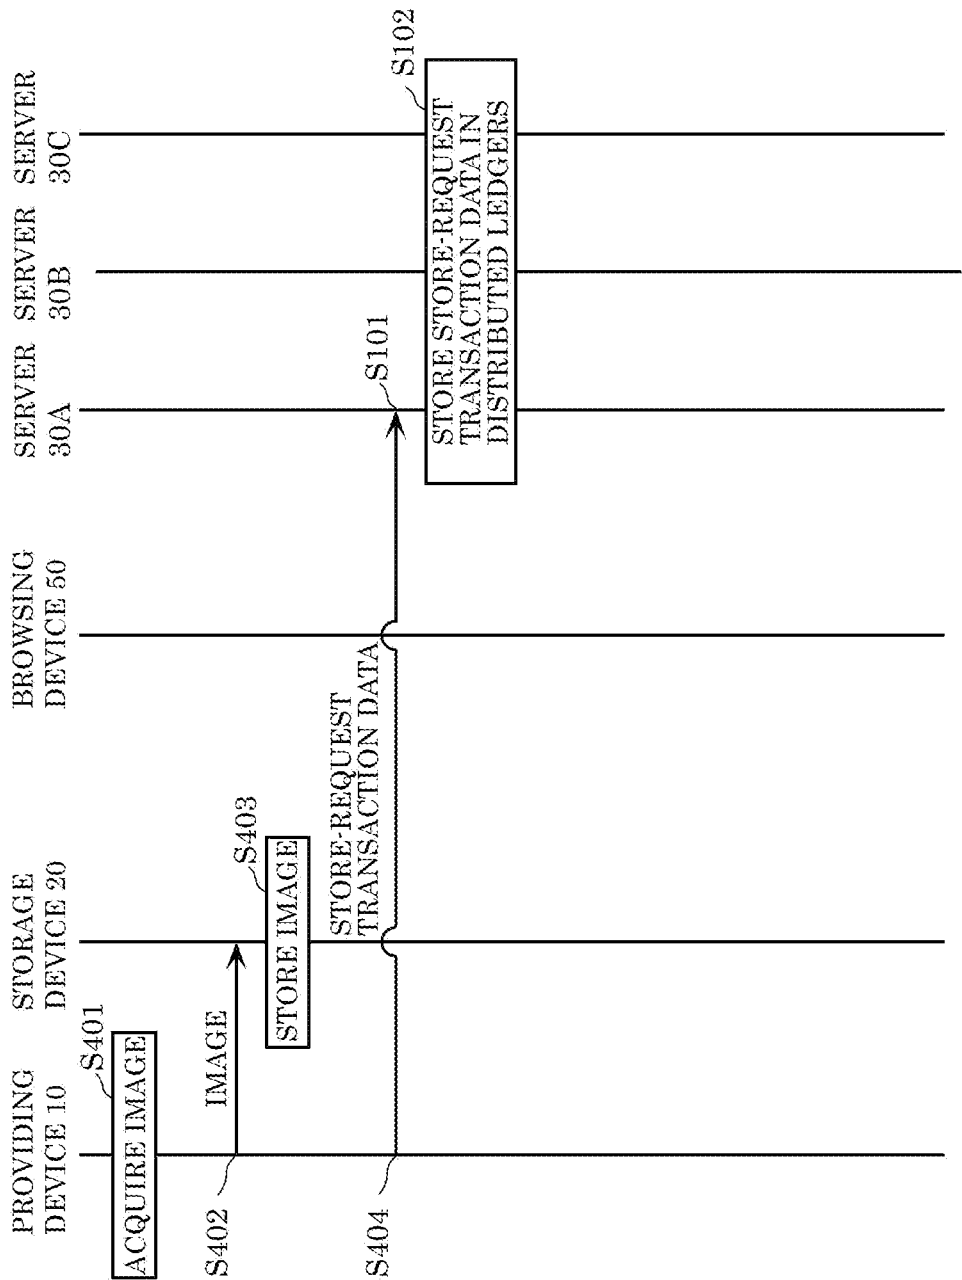 PROVIDING
DEVICE 10
STORAGE
DEVICE 20
BROWSING
DEVICE 50
SERVER
30A
SERVER
30B
SERVER
30C
S401
ACQUIRE IMAGE
S402
IMAGE
S403
STORE IMAGE
S404
STORE-REQUEST
TRANSACTION DATA
S101
S102
STORE STORE-REQUEST
TRANSACTION DATA IN
DISTRIBUTED LEDGERS